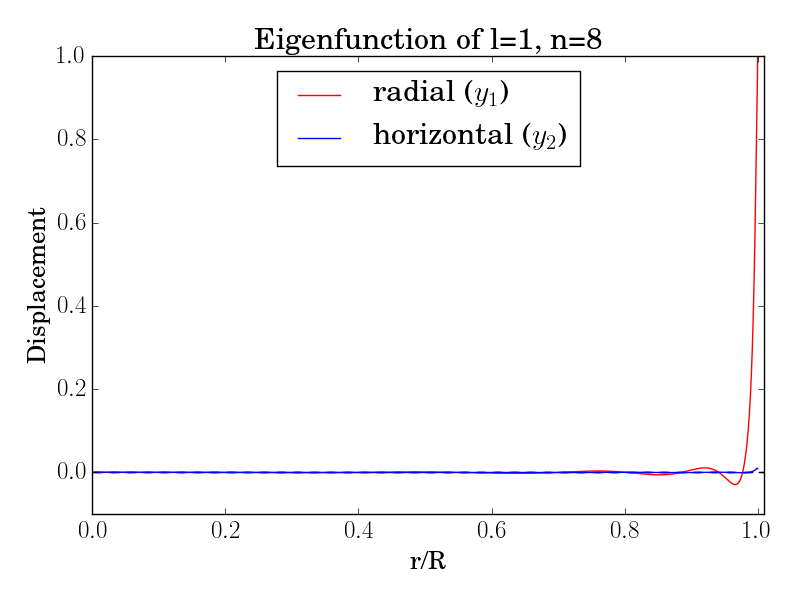 Eigenfunction of l=1, n=8
1.0
radial (y₁)
horizontal (y₂)
0.8
0.6
0.4
0.2
0.0
Displacement
0.0 0.2 0.4 0.6 0.8 1.0
r/R